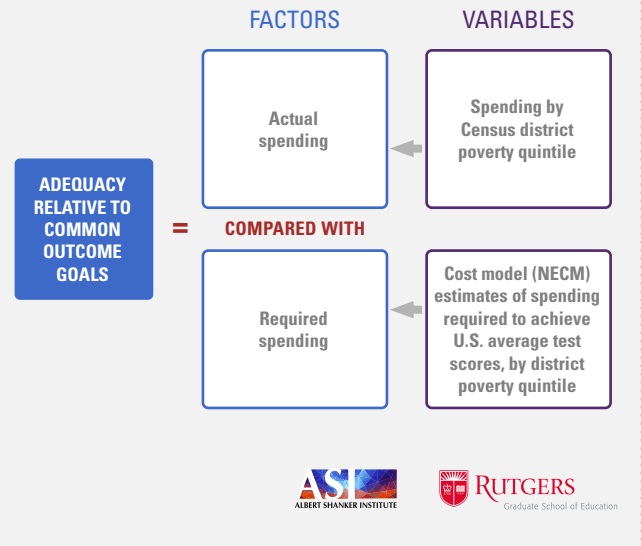 FACTORS
VARIABLES
Actual
spending
Spending by
Census district
poverty quintile
ADEQUACY
RELATIVE TO
COMMON
OUTCOME
GOALS
=
COMPARED WITH
Required
spending
Cost model (NECM)
estimates of spending
required to achieve
U.S. average test
scores, by district
poverty quintile
ASI
ALBERT SHANKER INSTITUTE
RUTGERS
Graduate School of Education